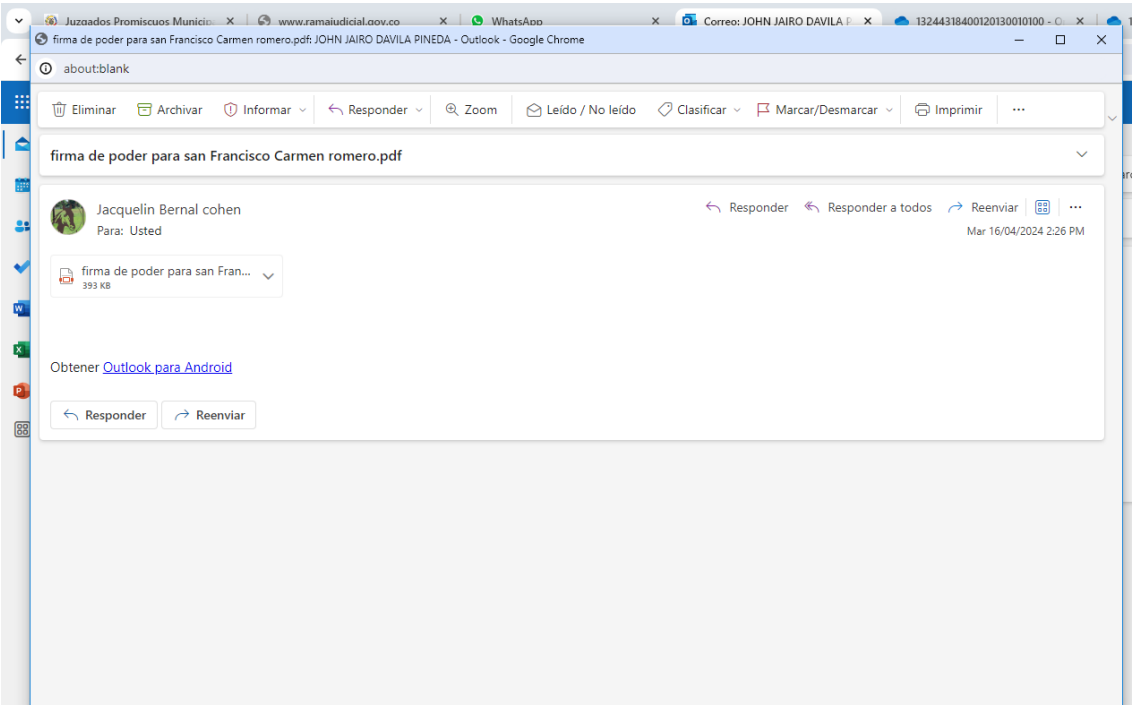 Juzgados Promiscuos Municip
www.ramajudicial.gov.co
WhatsApp
Correo: JOHN JAIRO DAVILA P
13244318400120130010100 - O
firma de poder para san Francisco Carmen romero.pdf: JOHN JAIRO DAVILA PINEDA - Outlook - Google Chrome
about:blank
Eliminar Archivar Informar Responder Zoom Leído / No leído Clasificar Marcar/Desmarcar Imprimir ...
firma de poder para san Francisco Carmen romero.pdf
Jacquelin Bernal cohen
Responder Responder a todos Reenviar ...
Para: Usted
Mar 16/04/2024 2:26 PM
firma de poder para san Fran...
393 KB
Obtener Outlook para Android
Responder Reenviar